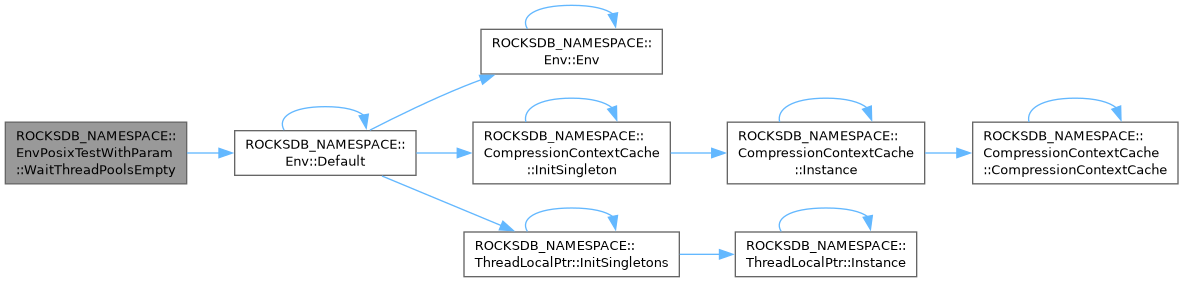 ROCKSDB_NAMESPACE::
EnvPosixTestWithParam
::WaitThreadPoolsEmpty
ROCKSDB_NAMESPACE::
Env::Default
ROCKSDB_NAMESPACE::
Env::Env
ROCKSDB_NAMESPACE::
CompressionContextCache
::InitSingleton
ROCKSDB_NAMESPACE::
CompressionContextCache
::Instance
ROCKSDB_NAMESPACE::
CompressionContextCache
::CompressionContextCache
ROCKSDB_NAMESPACE::
ThreadLocalPtr::InitSingletons
ROCKSDB_NAMESPACE::
ThreadLocalPtr::Instance